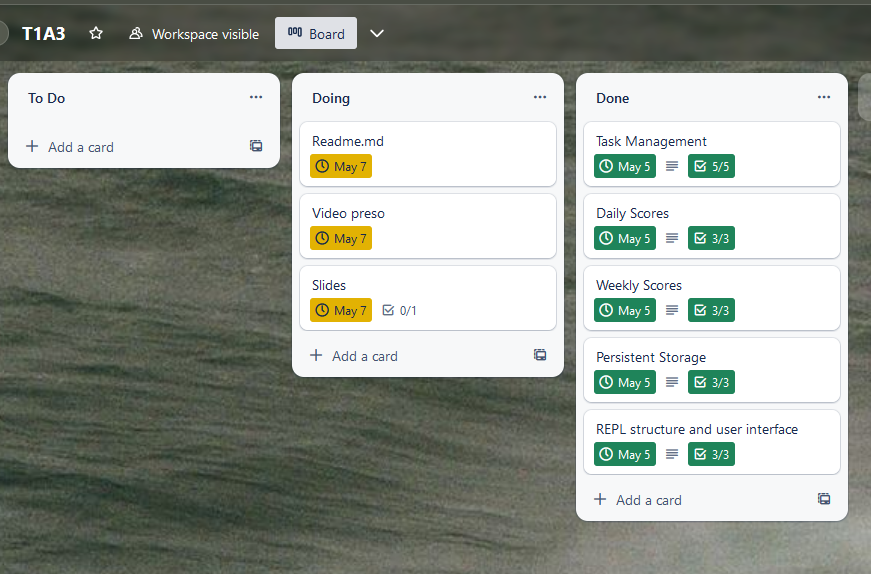 T1A3
Workspace visible
Board
To Do
Add a card
Doing
Readme.md
May 7
Video preso
May 7
Slides
May 7 0/1
Add a card
Done
Task Management
May 5 5/5
Daily Scores
May 5 3/3
Weekly Scores
May 5 3/3
Persistent Storage
May 5 3/3
REPL structure and user interface
May 5 3/3
Add a card